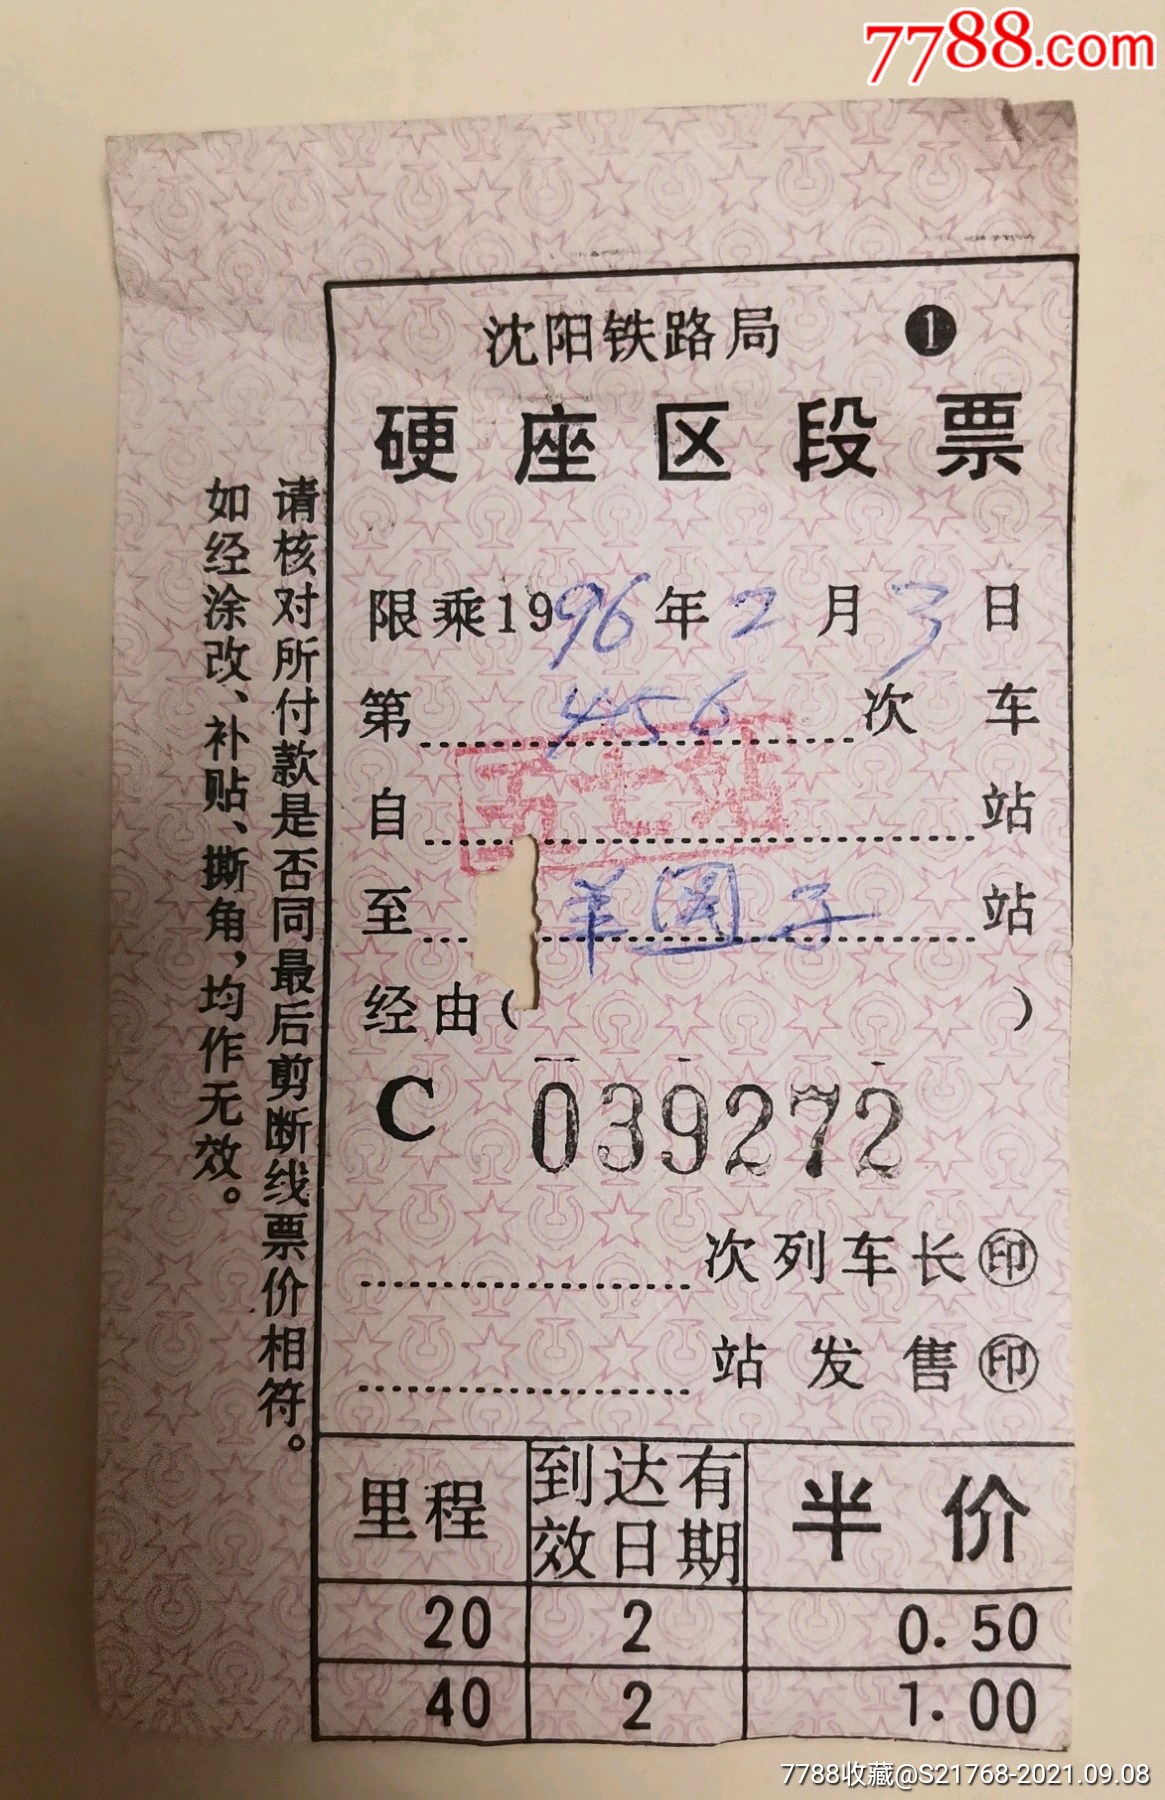 7788.com
沈阳铁路局 1
硬座区段票
限乘1996年2月3日
第456次 车
自 站
至羊圈子站
经由( )
C 039272
次列车长印
站发售印
里程 到达有效日期 半价
20 2 0.50
40 2 1.00
请核对所付款是否同最后剪断线票价相符。
如经涂改、补贴、撕角，均作无效。
7788收藏@S21768-2021.09.08